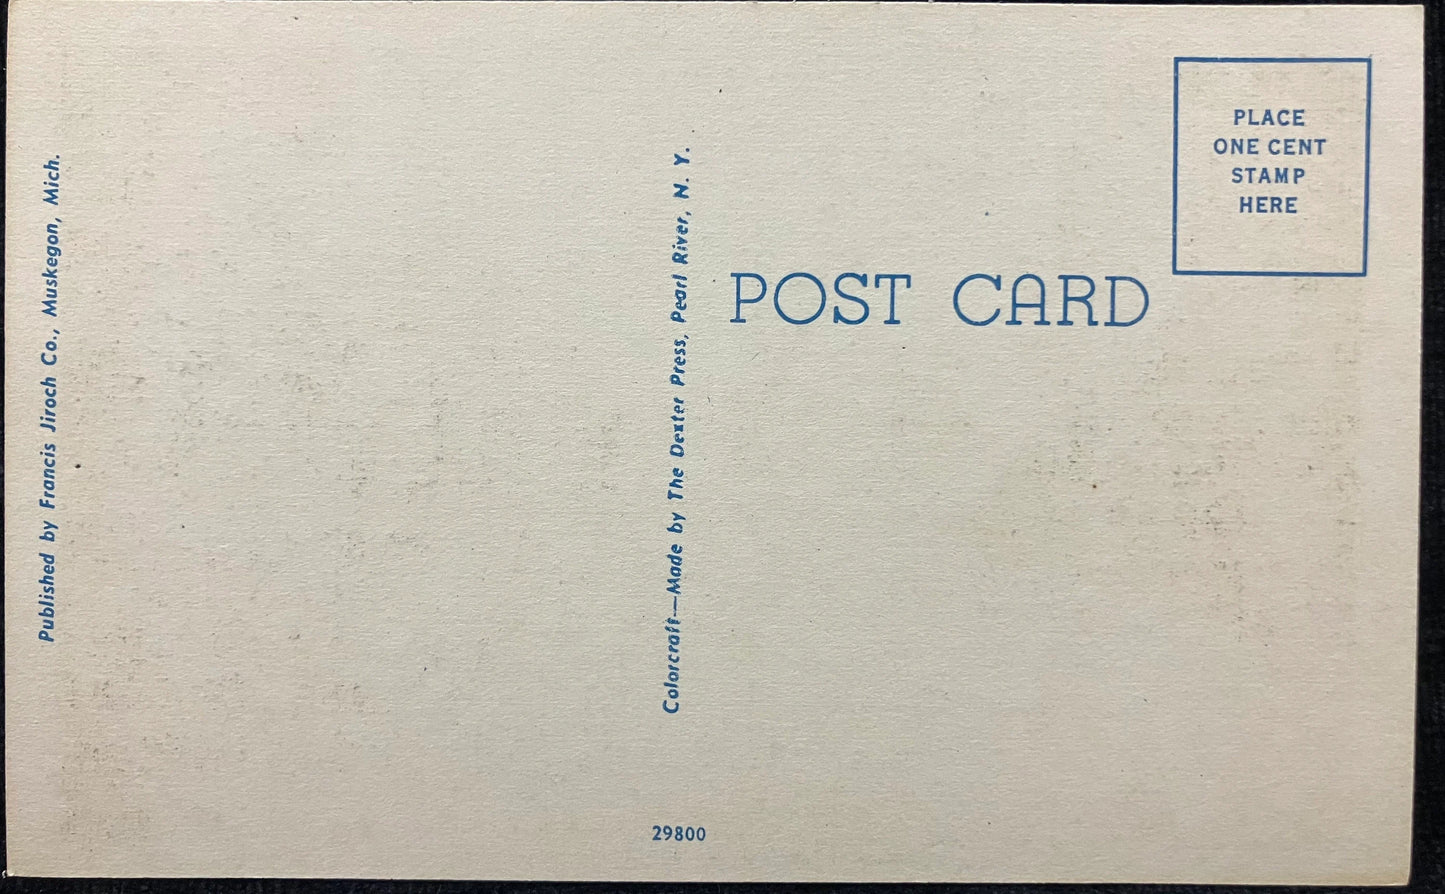 Published by Francis Jiroch Co., Muskegon, Mich.
Colorcraft—Made by The Dexter Press, Pearl River, N. Y.
PLACE
ONE CENT
STAMP
HERE
POST CARD
29800